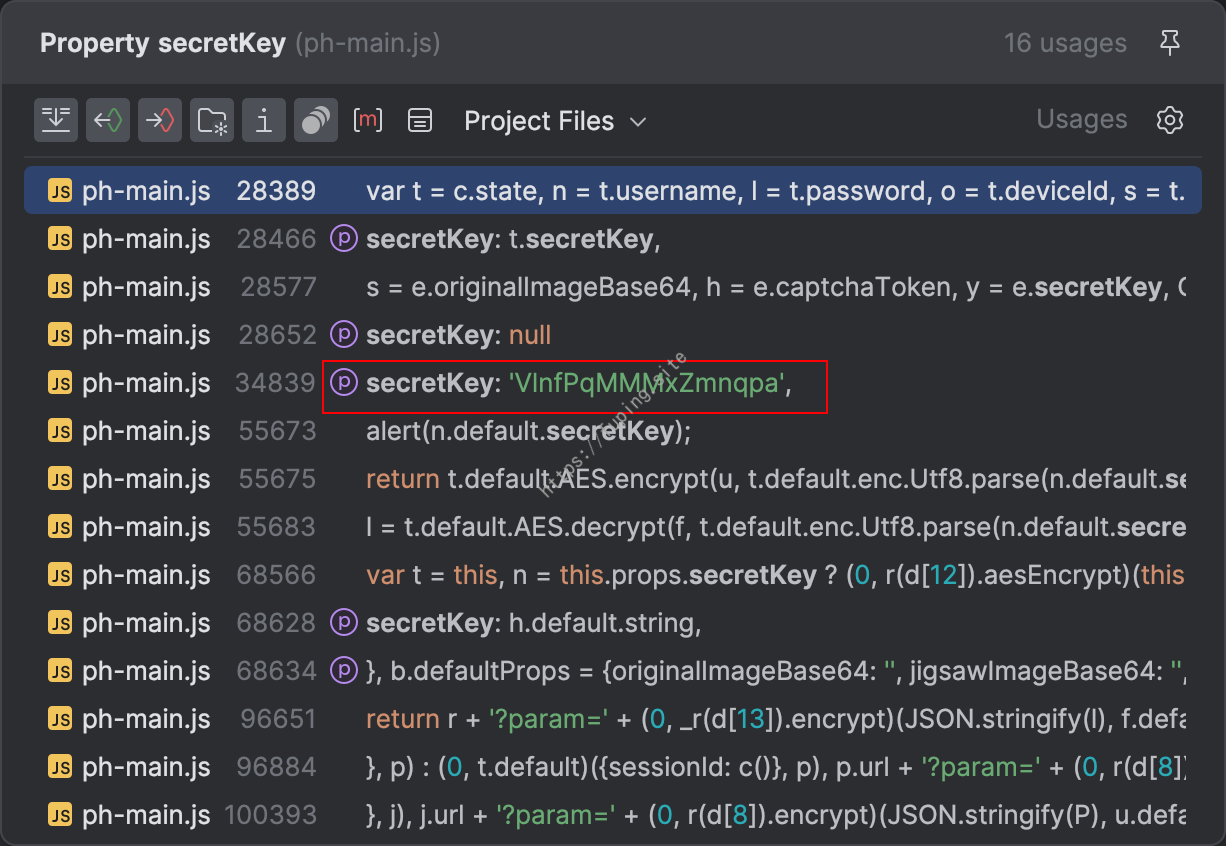 Property secretKey (ph-main.js) 16 usages
Project Files Usages
JS ph-main.js 28389 var t = c.state, n = t.username, l = t.password, o = t.deviceId, s = t.
JS ph-main.js 28466 p secretKey: t.secretKey,
JS ph-main.js 28577 s = e.originalImageBase64, h = e.captchaToken, y = e.secretKey, C
JS ph-main.js 28652 p secretKey: null
JS ph-main.js 34839 p secretKey: 'VlnfPqMMMxZmnqpa',
JS ph-main.js 55673 alert(n.default.secretKey);
JS ph-main.js 55675 return t.default.AES.encrypt(u, t.default.enc.Utf8.parse(n.default.se
JS ph-main.js 55683 l = t.default.AES.decrypt(f, t.default.enc.Utf8.parse(n.default.secre
JS ph-main.js 68566 var t = this, n = this.props.secretKey ? (0, r(d[12]).aesEncrypt)(this
JS ph-main.js 68628 p secretKey: h.default.string,
JS ph-main.js 68634 p }, b.defaultProps = {originalImageBase64: '', jigsawImageBase64: '',
JS ph-main.js 96651 return r + '?param=' + (0, _r(d[13]).encrypt)(JSON.stringify(l), f.defa
JS ph-main.js 96884 }, p) : (0, t.default)({sessionId: c()}, p), p.url + '?param=' + (0, r(d[8])
JS ph-main.js 100393 }, j), j.url + '?param=' + (0, r(d[8]).encrypt)(JSON.stringify(P), u.defa